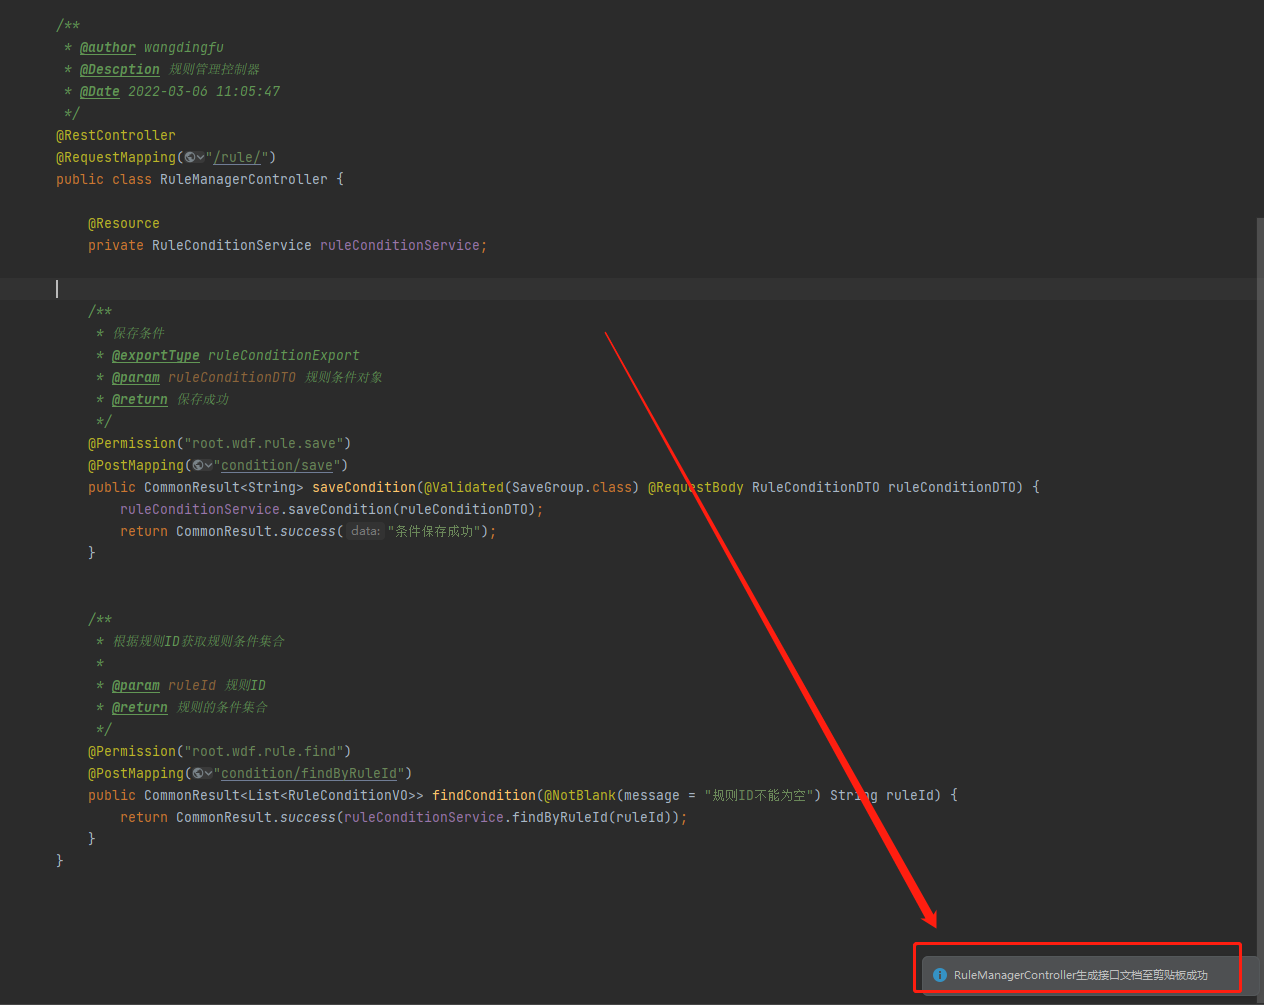 /**
 * @author wangdingfu
 * @Descption 规则管理控制器
 * @Date 2022-03-06 11:05:47
 */
@RestController
@RequestMapping("/rule/")
public class RuleManagerController {
@Resource
private RuleConditionService ruleConditionService;
/**
 * 保存条件
 * @exportType ruleConditionExport
 * @param ruleConditionDTO 规则条件对象
 * @return 保存成功
 */
@Permission("root.wdf.rule.save")
@PostMapping("condition/save")
public CommonResult<String> saveCondition(@Validated(SaveGroup.class) @RequestBody RuleConditionDTO ruleConditionDTO) {
ruleConditionService.saveCondition(ruleConditionDTO);
return CommonResult.success( data: "条件保存成功");
}
/**
 * 根据规则ID获取规则条件集合
 *
 * @param ruleId 规则ID
 * @return 规则的条件集合
 */
@Permission("root.wdf.rule.find")
@PostMapping("condition/findByRuleId")
public CommonResult<List<RuleConditionVO>> findCondition(@NotBlank(message = "规则ID不能为空") String ruleId) {
return CommonResult.success(ruleConditionService.findByRuleId(ruleId));
}
}
RuleManagerController生成接口文档至剪贴板成功